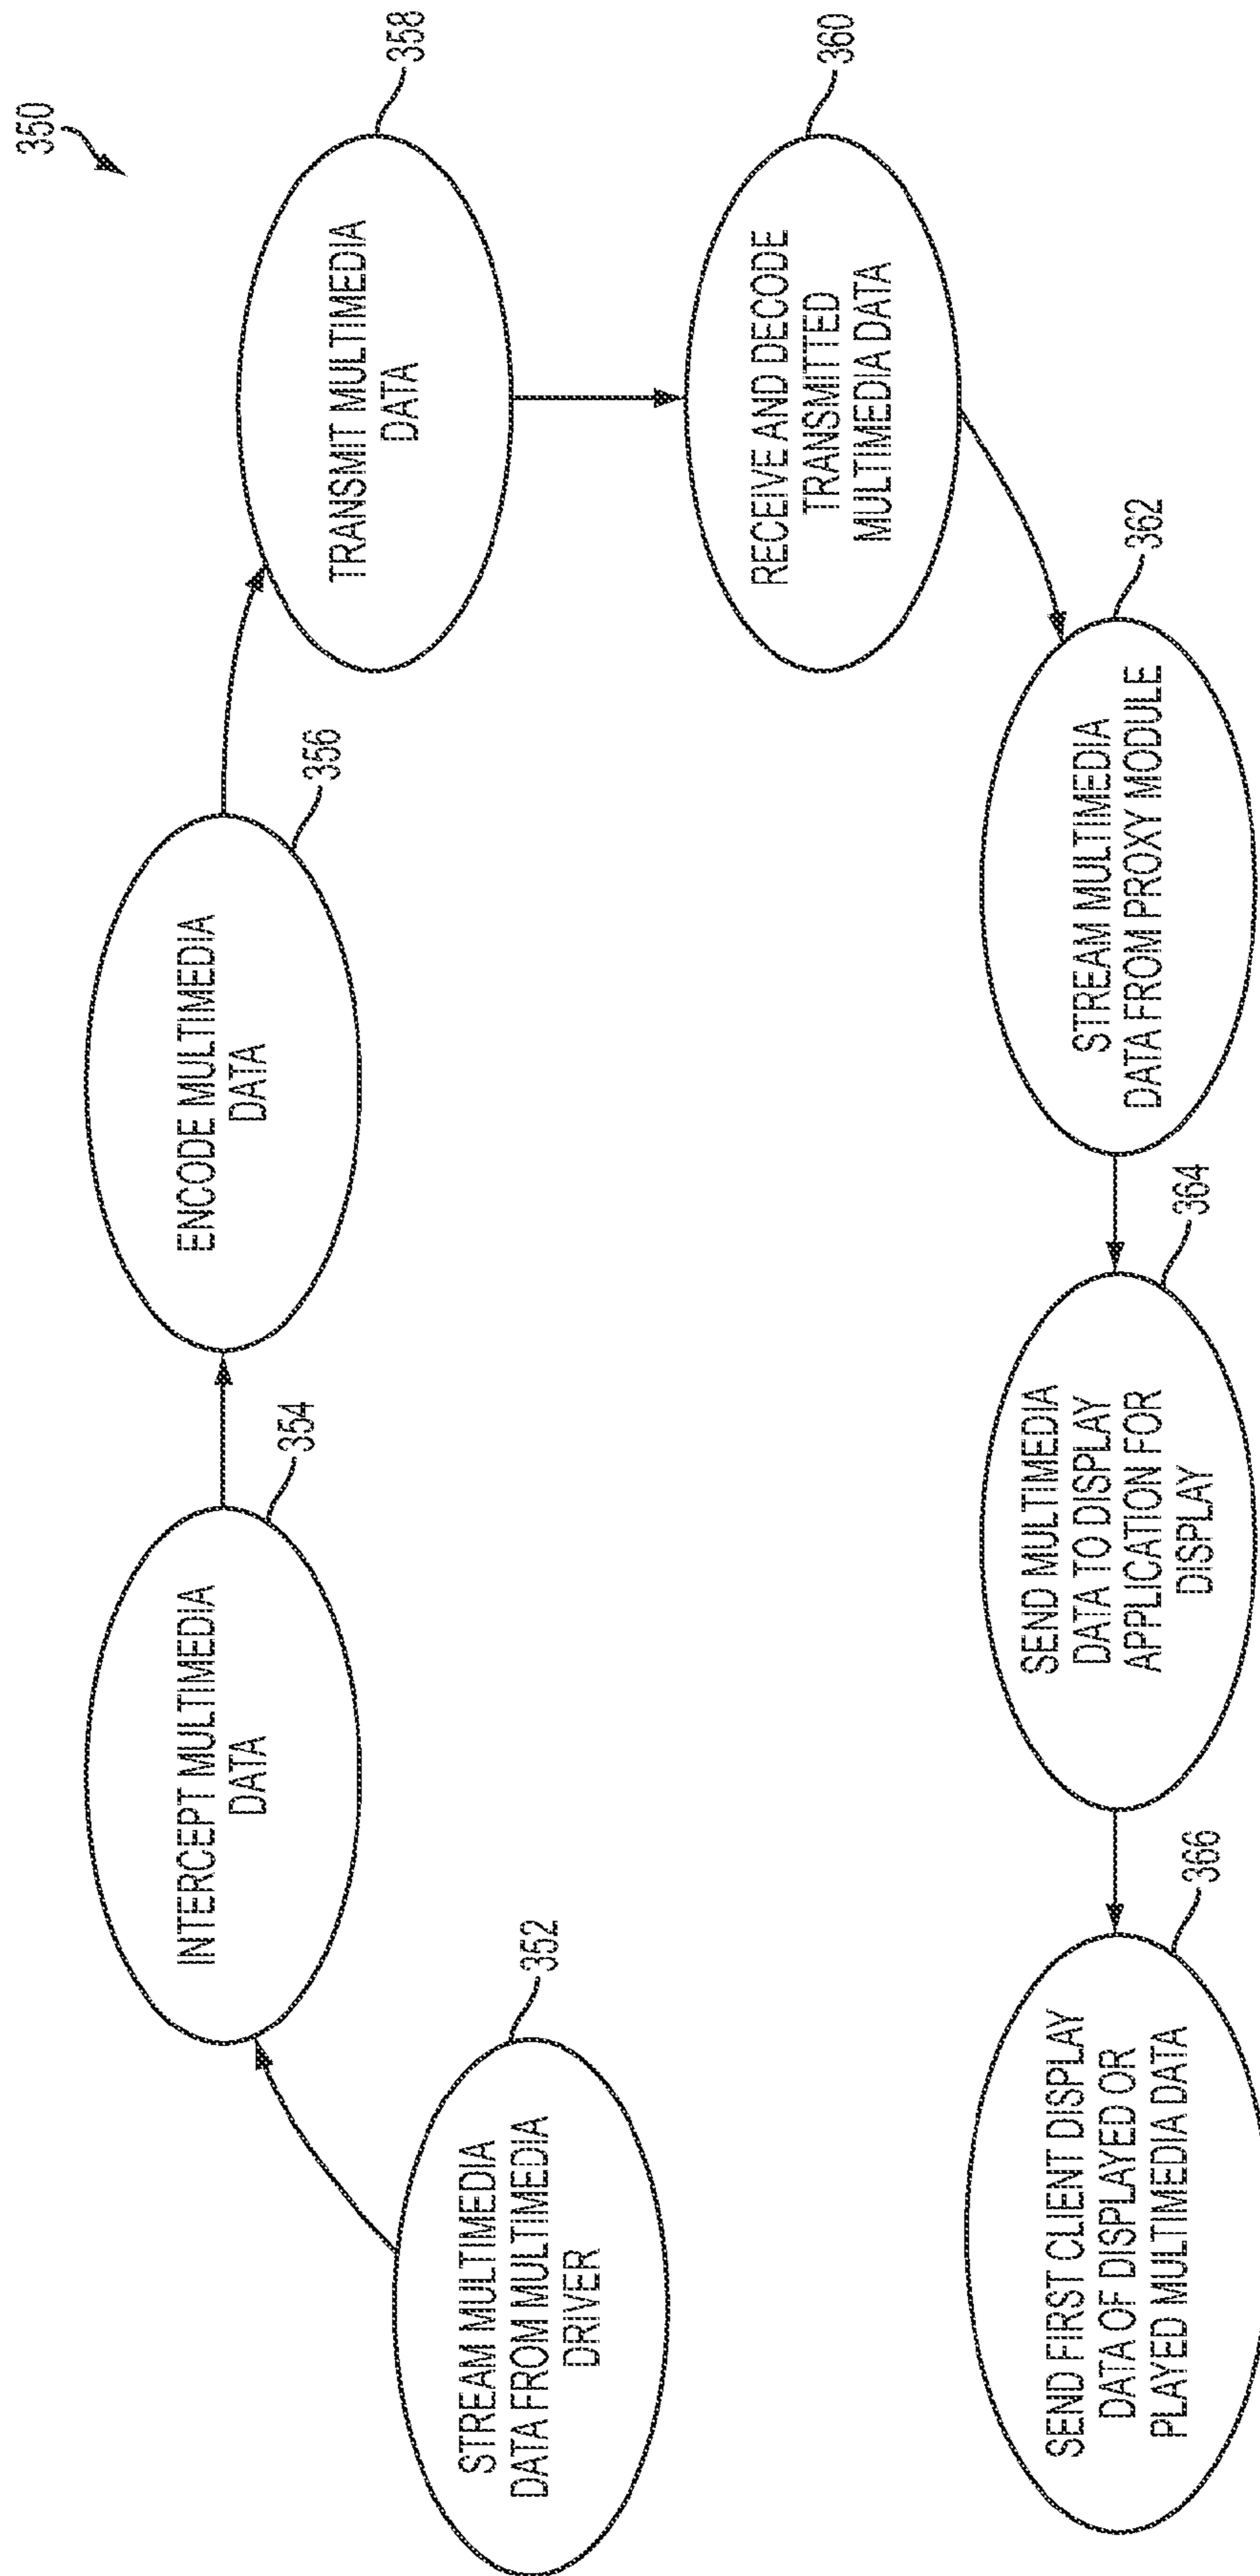 350
STREAM MULTIMEDIA
DATA FROM MULTIMEDIA
DRIVER
352
INTERCEPT MULTIMEDIA
DATA
354
ENCODE MULTIMEDIA
DATA
356
TRANSMIT MULTIMEDIA
DATA
358
RECEIVE AND DECODE
TRANSMITTED
MULTIMEDIA DATA
360
STREAM MULTIMEDIA
DATA FROM PROXY MODULE
362
SEND MULTIMEDIA
DATA TO DISPLAY
APPLICATION FOR
DISPLAY
364
SEND FIRST CLIENT DISPLAY
DATA OF DISPLAYED OR
PLAYED MULTIMEDIA DATA
366